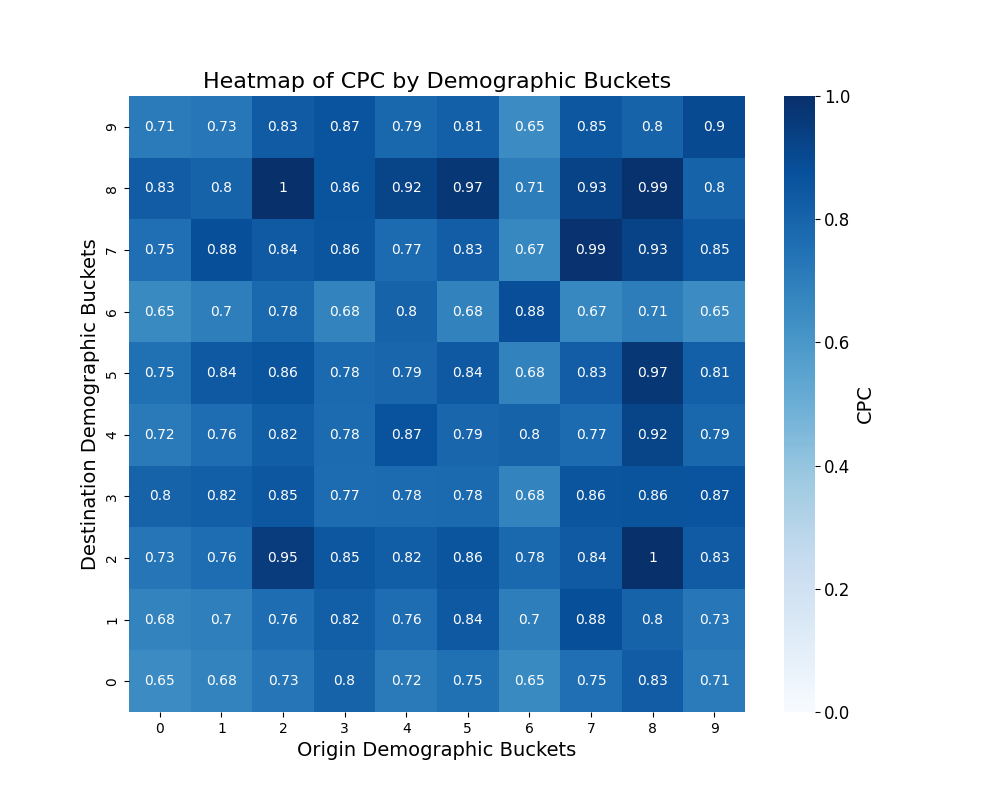 Heatmap of CPC by Demographic Buckets
9 0.71 0.73 0.83 0.87 0.79 0.81 0.65 0.85 0.8 0.9
8 0.83 0.8 1 0.86 0.92 0.97 0.71 0.93 0.99 0.8
7 0.75 0.88 0.84 0.86 0.77 0.83 0.67 0.99 0.93 0.85
6 0.65 0.7 0.78 0.68 0.8 0.68 0.88 0.67 0.71 0.65
5 0.75 0.84 0.86 0.78 0.79 0.84 0.68 0.83 0.97 0.81
4 0.72 0.76 0.82 0.78 0.87 0.79 0.8 0.77 0.92 0.79
3 0.8 0.82 0.85 0.77 0.78 0.78 0.68 0.86 0.86 0.87
2 0.73 0.76 0.95 0.85 0.82 0.86 0.78 0.84 1 0.83
1 0.68 0.7 0.76 0.82 0.76 0.84 0.7 0.88 0.8 0.73
0 0.65 0.68 0.73 0.8 0.72 0.75 0.65 0.75 0.83 0.71
0 1 2 3 4 5 6 7 8 9
Origin Demographic Buckets
Destination Demographic Buckets
1.0
0.8
0.6
0.4
0.2
0.0
CPC